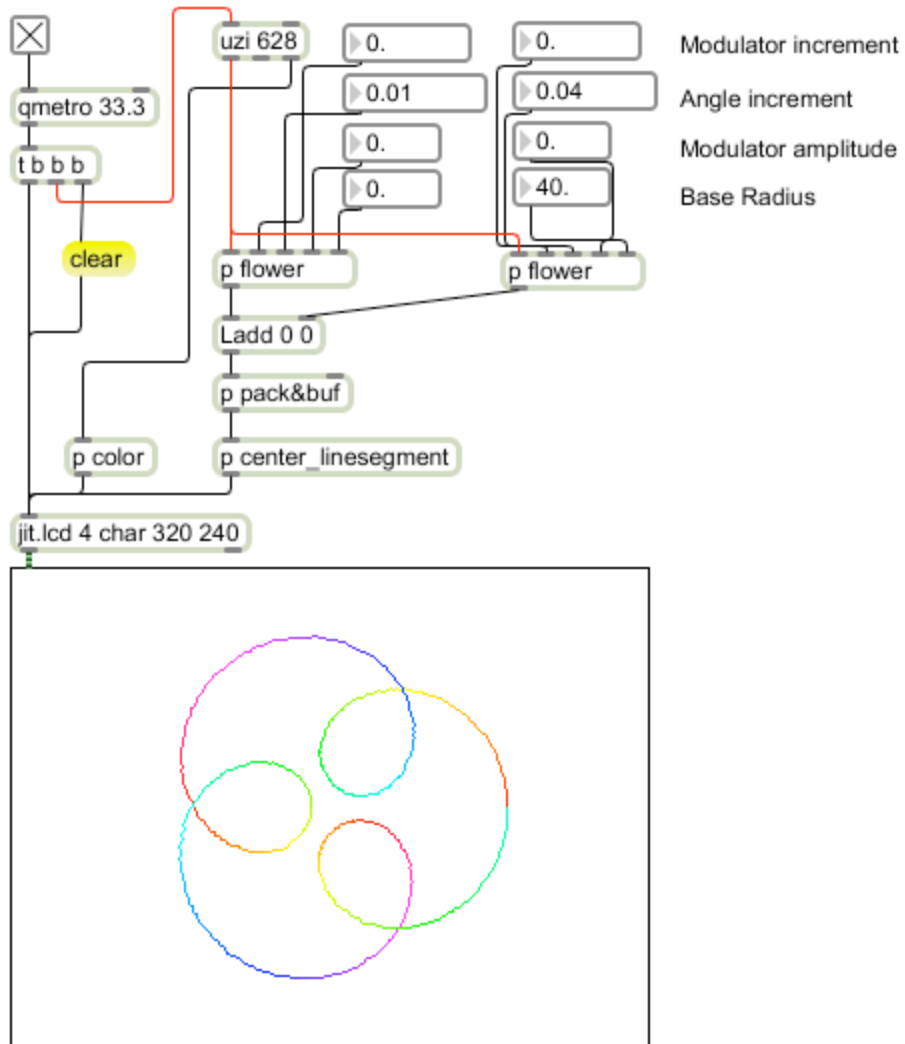 uzi 628
0.
0.
Modulator increment
qmetro 33.3
0.01
0.04
Angle increment
t b b b
0.
0.
Modulator amplitude
0.
40.
Base Radius
clear
p flower
p flower
Ladd 0 0
p pack&buf
p color
p center_linesegment
jit.lcd 4 char 320 240